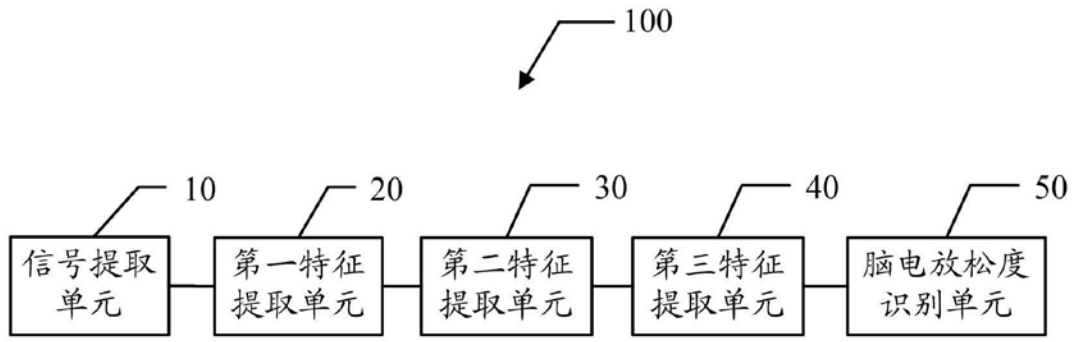 100
10
20
30
40
50
信号提取
单元
第一特征
提取单元
第二特征
提取单元
第三特征
提取单元
脑电放松度
识别单元